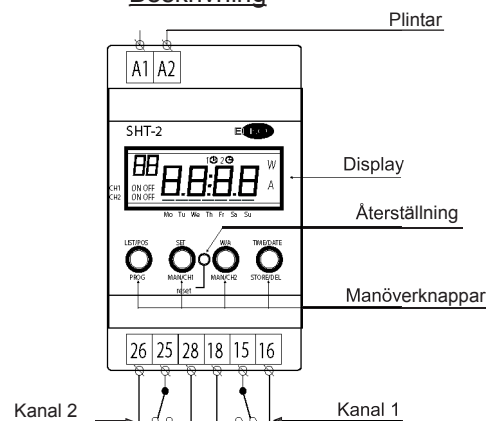 Beskrivning
Plintar
A1 A2
SHT-2
1 2
88 88:88
W
A
CH1 ON OFF
CH2 ON OFF
Mo Tu We Th Fr Sa Su
Display
Återställning
LIST/POS SET W/A TIME/DATE
PROG MAN/CH1 MAN/CH2 STORE/DEL
reset
Manöverknappar
26 25 28 18 15 16
Kanal 2
Kanal 1